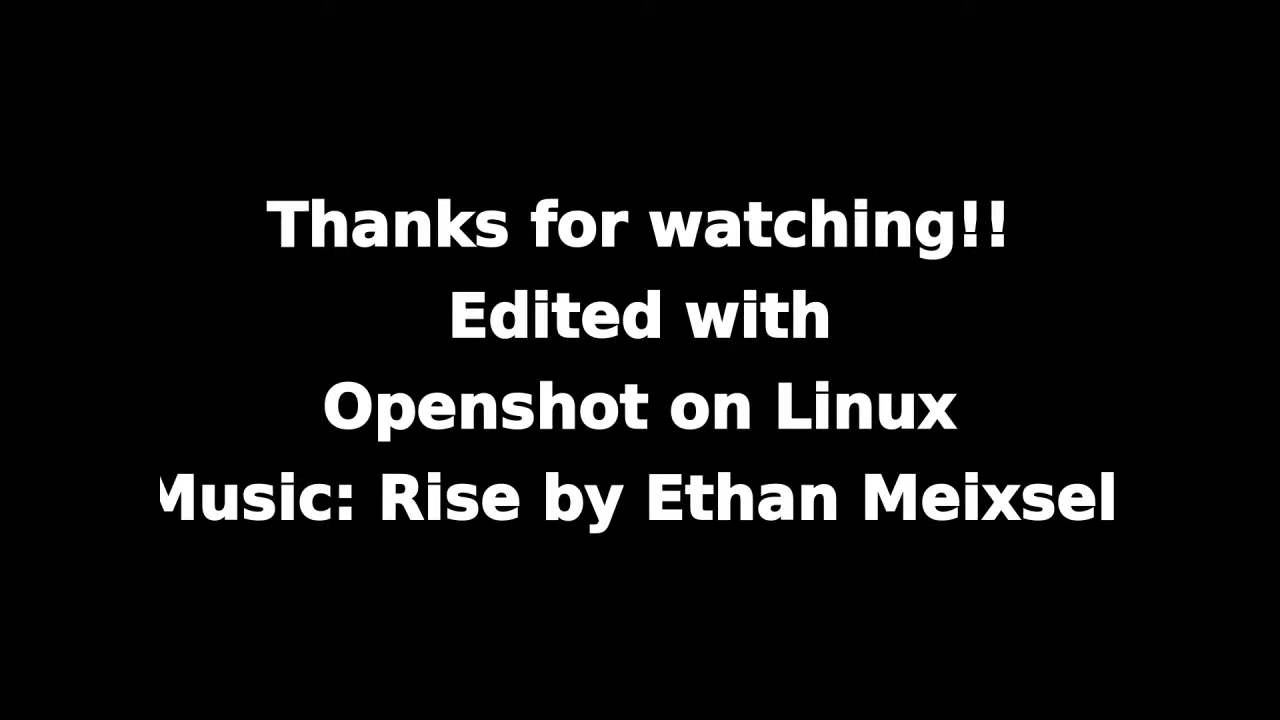 Thanks for watching!!
Edited with
Openshot on Linux
Music: Rise by Ethan Meixsel